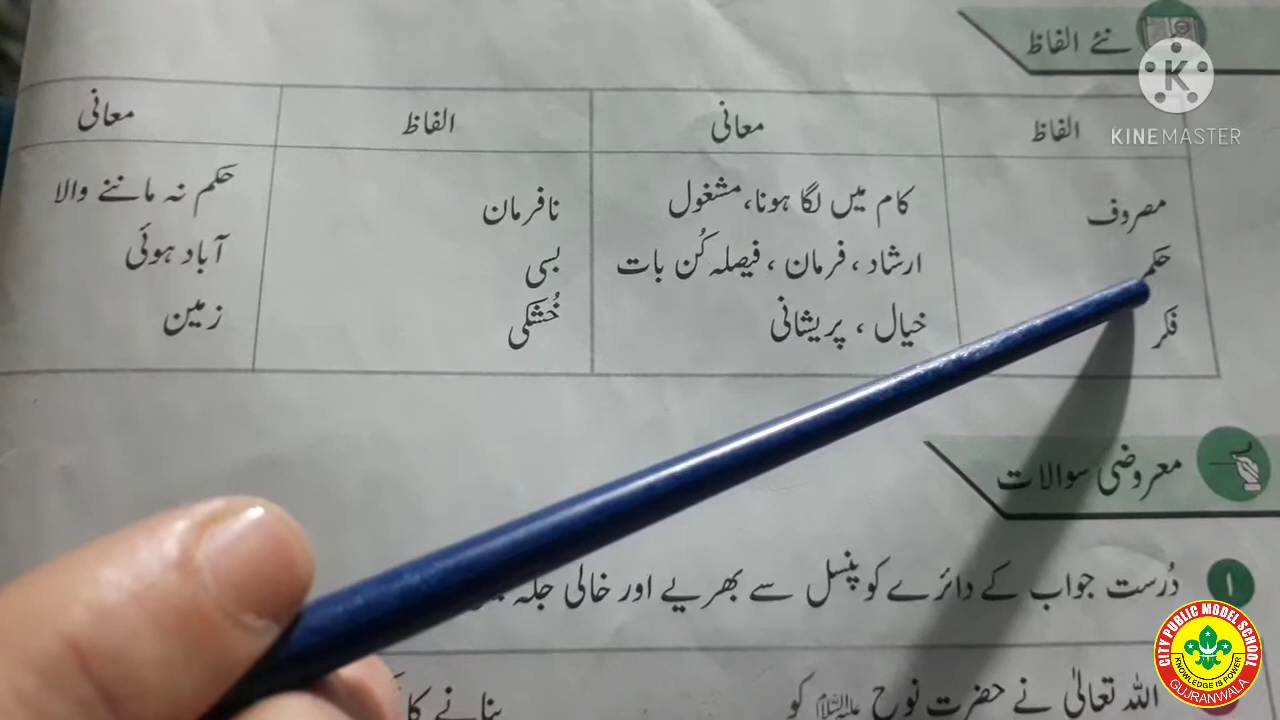 نئے الفاظ
KINEMASTER
الفاظ معانی الفاظ معانی
مصروف کام میں لگا ہونا، مشغول نافرمان حکم نہ ماننے والا
حکم ارشاد ، فرمان ، فیصلہ کُن بات بسی آباد ہوئی
فکر خیال ، پریشانی خُشکی زمین
معروضی سوالات
۱ دُرست جواب کے دائرے کو پنسل سے بھریے اور خالی جگہ
اللہ تعالیٰ نے حضرت نوح علیہ السلام کو بنانے کا
CITY PUBLIC MODEL SCHOOL
KNOWLEDGE IS POWER
GUJRANWALA